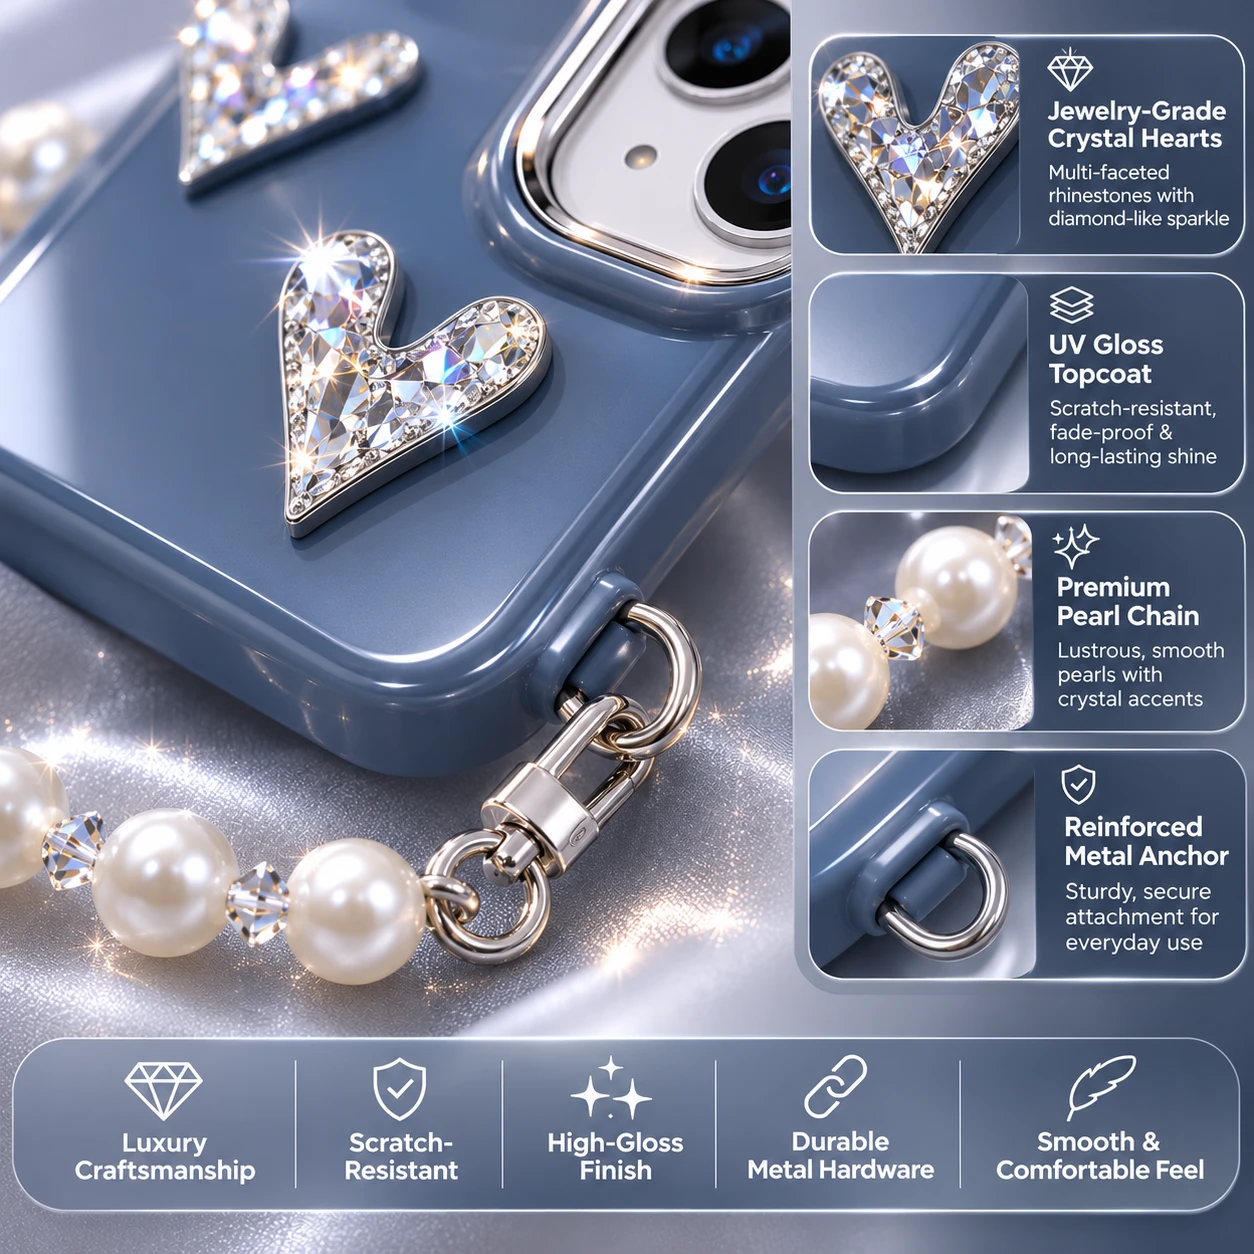 Jewelry-Grade
Crystal Hearts
Multi-faceted
rhinestones with
diamond-like sparkle
UV Gloss
Topcoat
Scratch-resistant,
fade-proof &
long-lasting shine
Premium
Pearl Chain
Lustrous, smooth
pearls with
crystal accents
Reinforced
Metal Anchor
Sturdy, secure
attachment for
everyday use
Luxury
Craftsmanship
Scratch-
Resistant
High-Gloss
Finish
Durable
Metal Hardware
Smooth &
Comfortable Feel